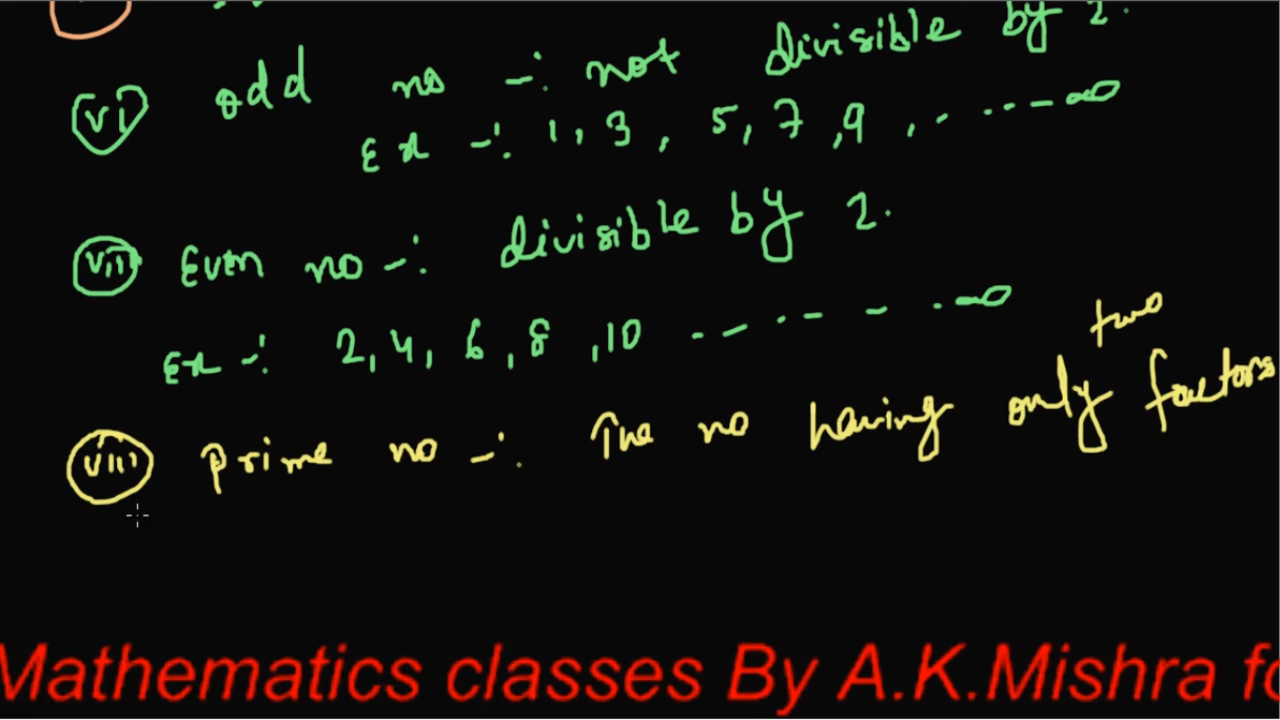 (vi) odd no -: not divisible by 2.
Ex -: 1, 3, 5, 7, 9, . - . . - - ∞
(vii) Even no -: divisible by 2.
Ex -: 2, 4, 6, 8, 10 - - . - - . - ∞
two
(viii) Prime no -: The no having only factors
Mathematics classes By A.K.Mishra fo